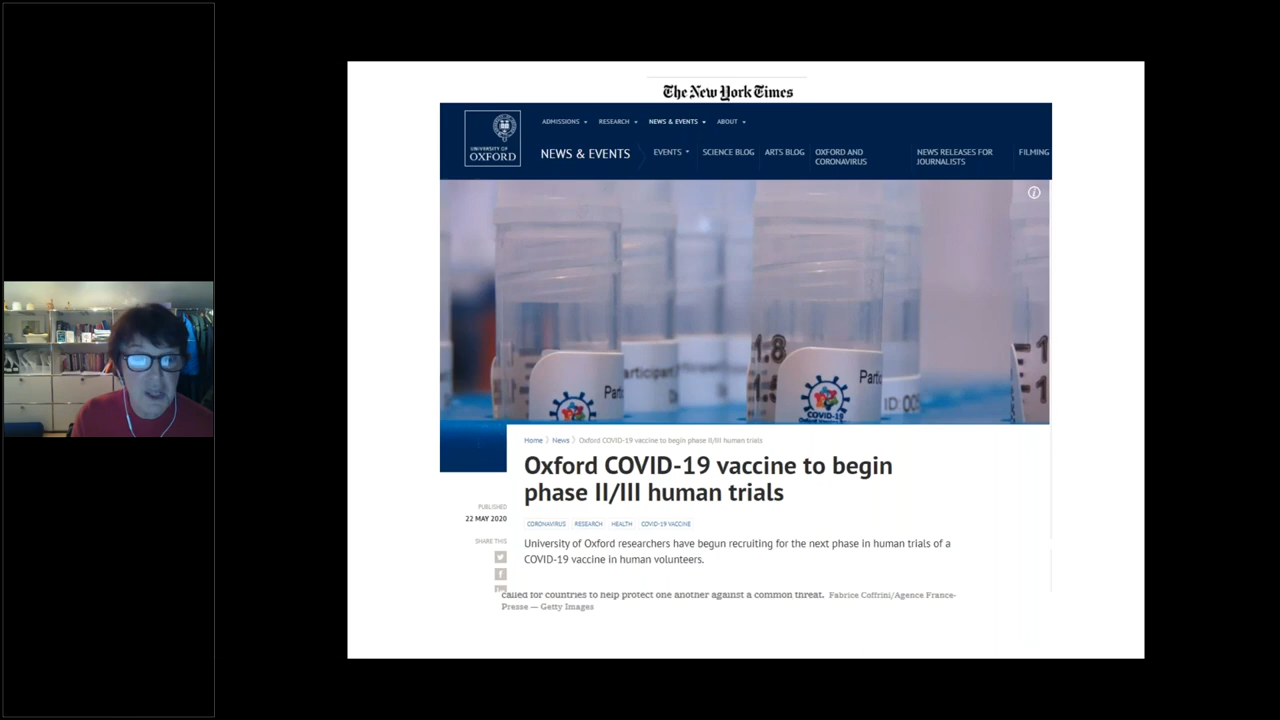 The New York Times
UNIVERSITY OF
OXFORD
ADMISSIONS
RESEARCH
NEWS & EVENTS
ABOUT
NEWS & EVENTS
EVENTS
SCIENCE BLOG
ARTS BLOG
OXFORD AND
CORONAVIRUS
NEWS RELEASES FOR
JOURNALISTS
FILMING
1.8
Participant
COVID-19
Home > News > Oxford COVID-19 vaccine to begin phase II/III human trials
Oxford COVID-19 vaccine to begin
phase II/III human trials
PUBLISHED
22 MAY 2020
SHARE THIS
CORONAVIRUS
RESEARCH
HEALTH
COVID-19 VACCINE
University of Oxford researchers have begun recruiting for the next phase in human trials of a
COVID-19 vaccine in human volunteers.
called for countries to help protect one another against a common threat. Fabrice Coffrini/Agence France-
Presse — Getty Images